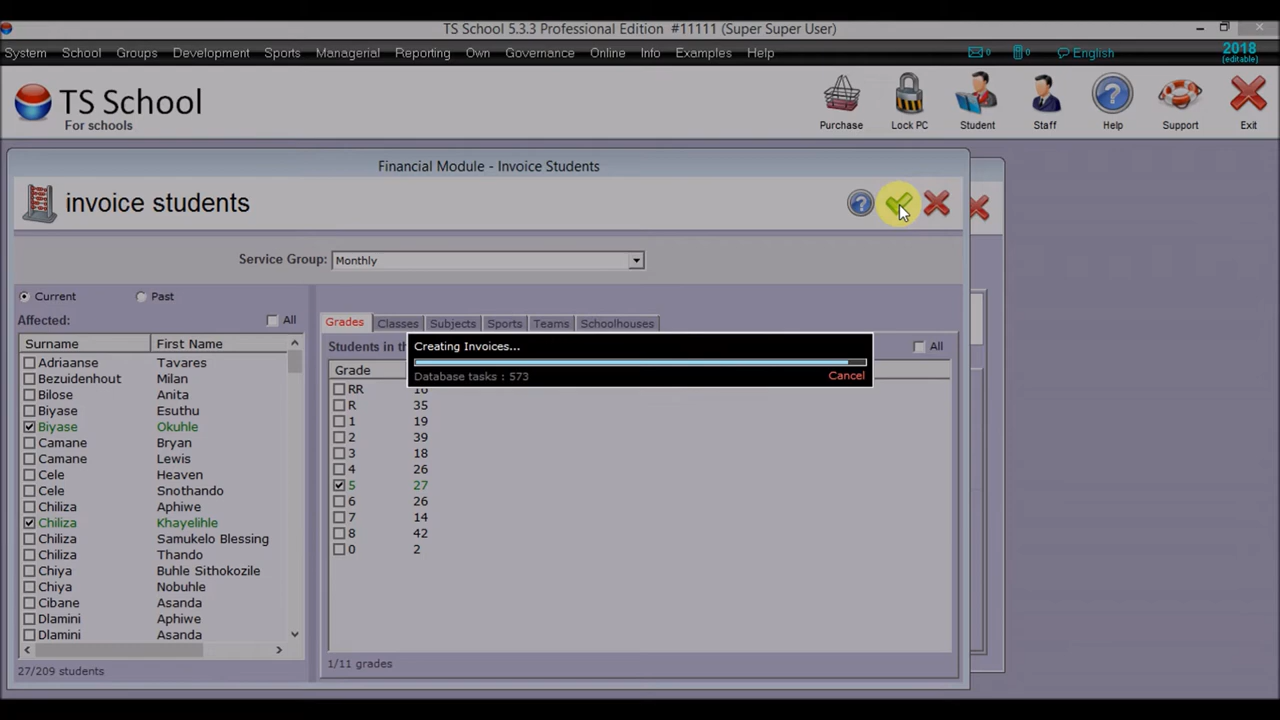 TS School 5.3.3 Professional Edition #11111 (Super Super User)
System School Groups Development Sports Managerial Reporting Own Governance Online Info Examples Help 0 0 English 2018
(editable)
TS School
For schools
Purchase Lock PC Student Staff Help Support Exit
Financial Module - Invoice Students
invoice students
Service Group: Monthly
Current Past
Affected: All
Surname First Name
Adriaanse Tavares
Bezuidenhout Milan
Bilose Anita
Biyase Esuthu
Biyase Okuhle
Camane Bryan
Camane Lewis
Cele Heaven
Cele Snothando
Chiliza Aphiwe
Chiliza Khayelihle
Chiliza Samukelo Blessing
Chiliza Thando
Chiya Buhle Sithokozile
Chiya Nobuhle
Cibane Asanda
Dlamini Aphiwe
Dlamini Asanda
27/209 students
Grades Classes Subjects Sports Teams Schoolhouses
Students in th
All
Creating Invoices...
Database tasks : 573 Cancel
Grade
RR 16
R 35
1 19
2 39
3 18
4 26
5 27
6 26
7 14
8 42
0 2
1/11 grades